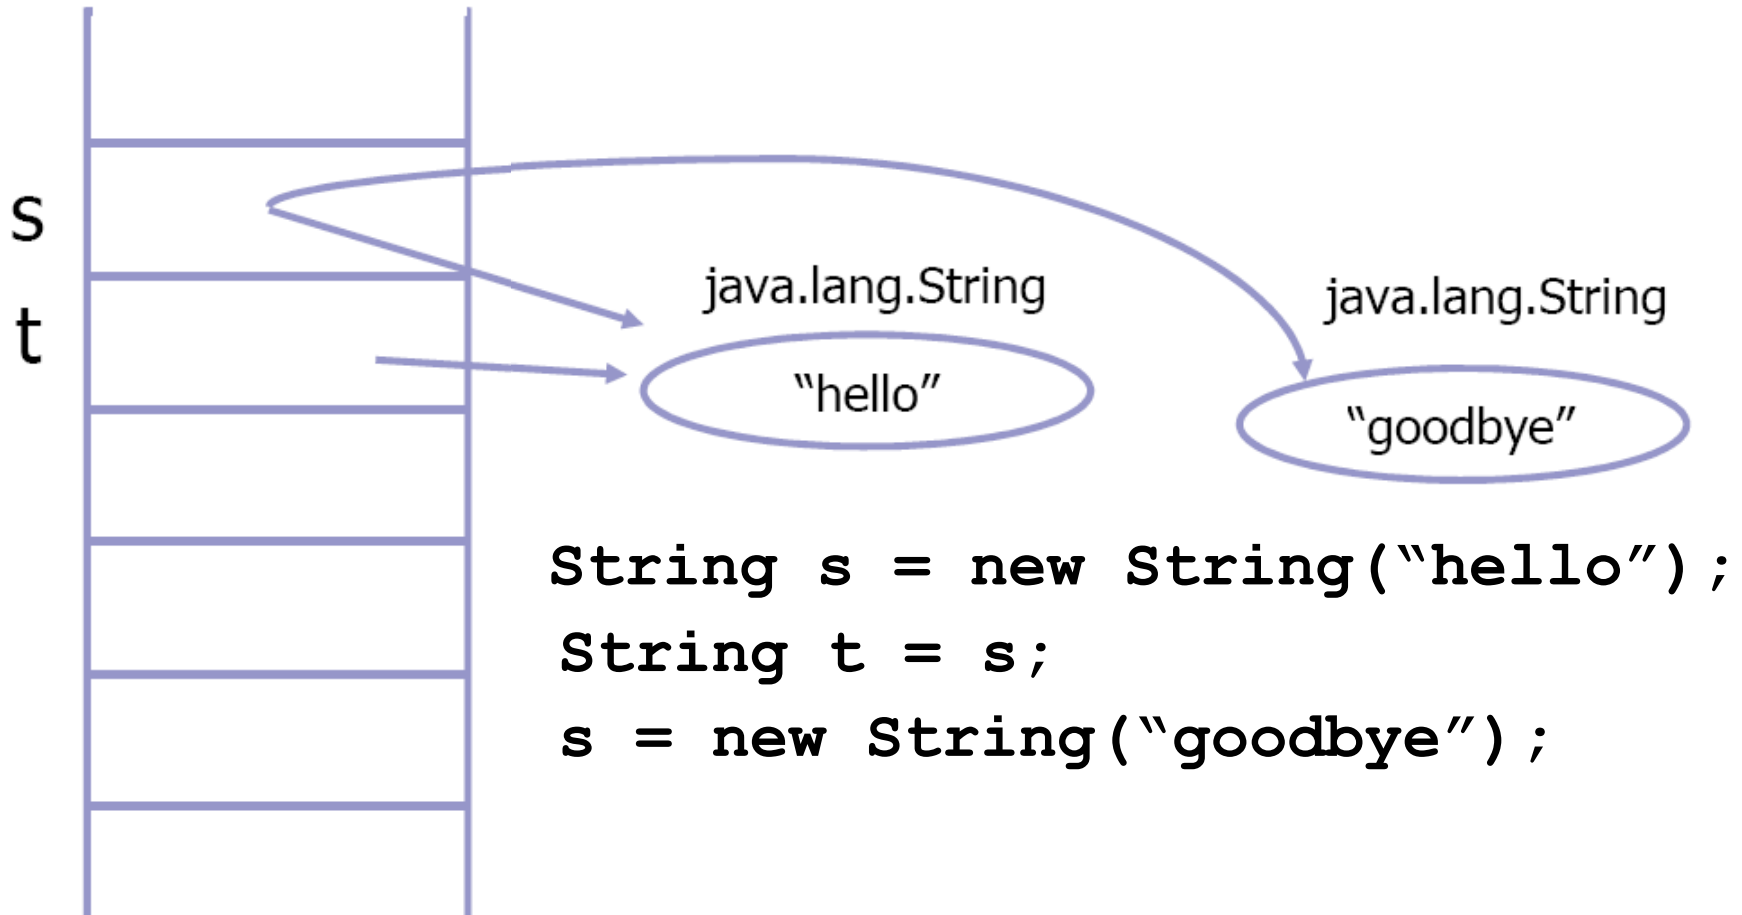 s
t
java.lang.String
“hello”
java.lang.String
“goodbye”
String s = new String(“hello”);
String t = s;
s = new String(“goodbye”);